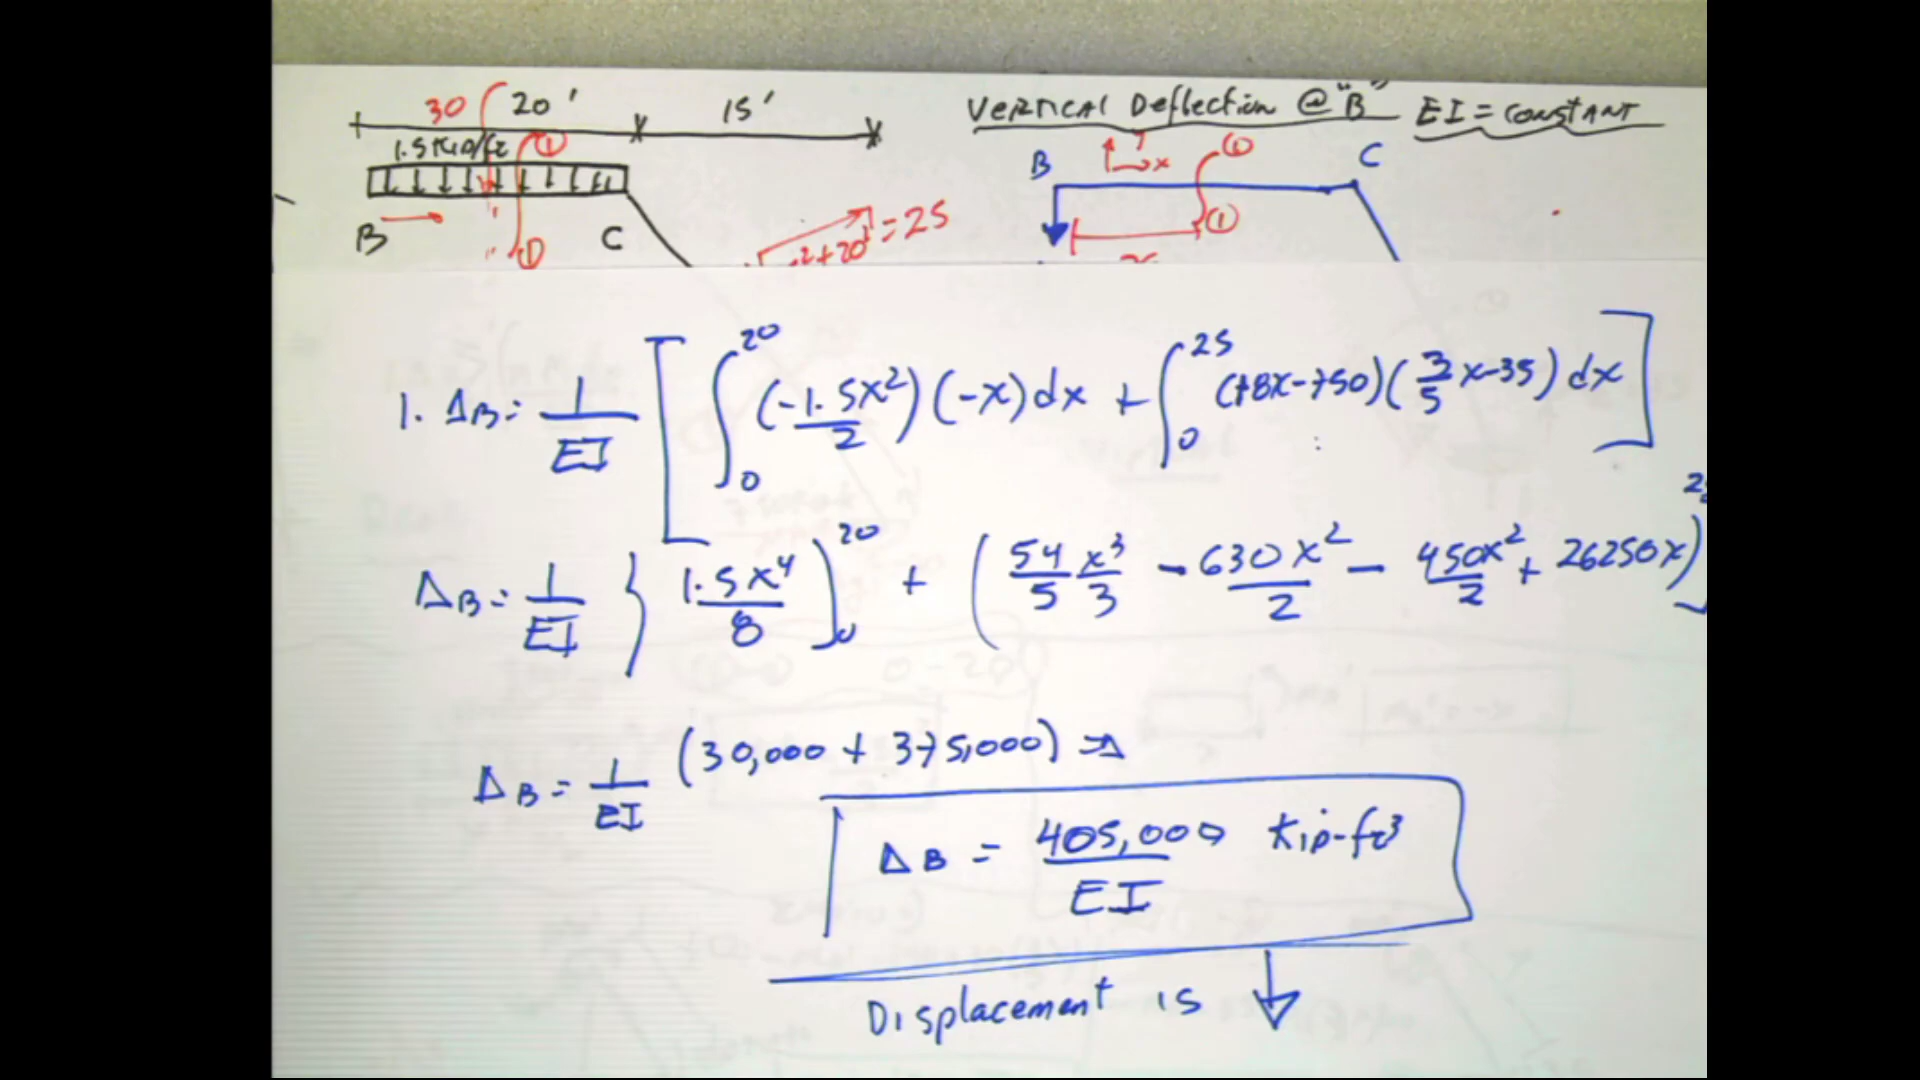 30 20' 15'
1.5 kip/ft ①
B C ①
²+20² = 25
Vertical Deflection @ "B" EI = constant
B x ① C
①
1. ΔB = 1/EI [ ∫₀²⁰ (-1.5x²/2)(-x)dx + ∫₀²⁵ (18x-750)(3/5 x-35)dx ]
ΔB = 1/EI { 1.5x⁴/8 ]₀²⁰ + ( 54/5 x³/3 - 630x²/2 - 450x²/2 + 26250x )
ΔB = 1/EI (30,000 + 375,000) ⇒
ΔB = 405,000/EI kip-ft³
Displacement is ↓